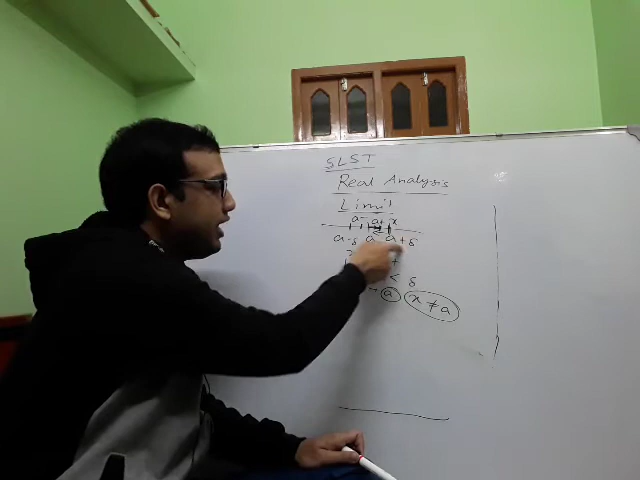 SLST
Real Analysis
Limit
a- a+ x
a-δ a a+δ
< δ
a x ≠ a